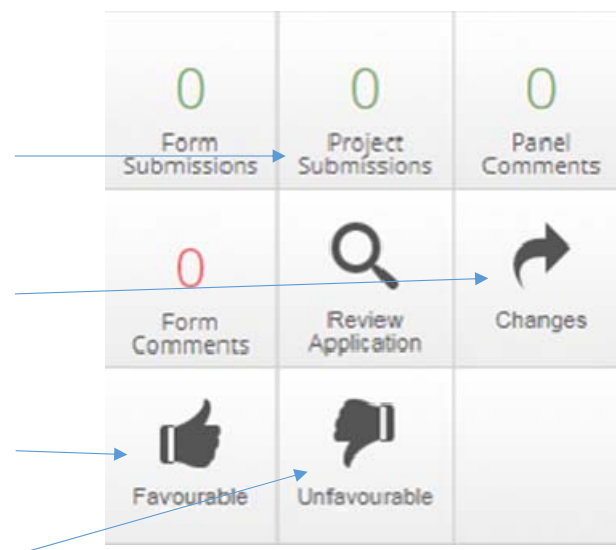 0 0 0
Form Project Panel
Submissions Submissions Comments
0
Form Review Changes
Comments Application
Favourable Unfavourable